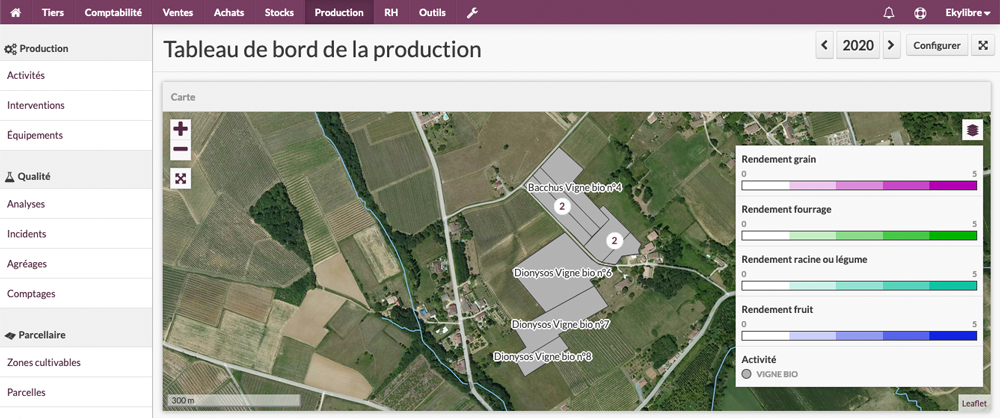 Tiers Comptabilité Ventes Achats Stocks Production RH Outils Ekylibre
Production
Activités
Interventions
Équipements
Qualité
Analyses
Incidents
Agréages
Comptages
Parcellaire
Zones cultivables
Parcelles
Tableau de bord de la production
2020
Configurer
Carte
Bacchus Vigne bio n°4
2
2
Dionysos Vigne bio n°6
Dionysos Vigne bio n°7
Dionysos Vigne bio n°8
300 m
Rendement grain
0 5
Rendement fourrage
0 5
Rendement racine ou légume
0 5
Rendement fruit
0 5
Activité
VIGNE BIO
Leaflet